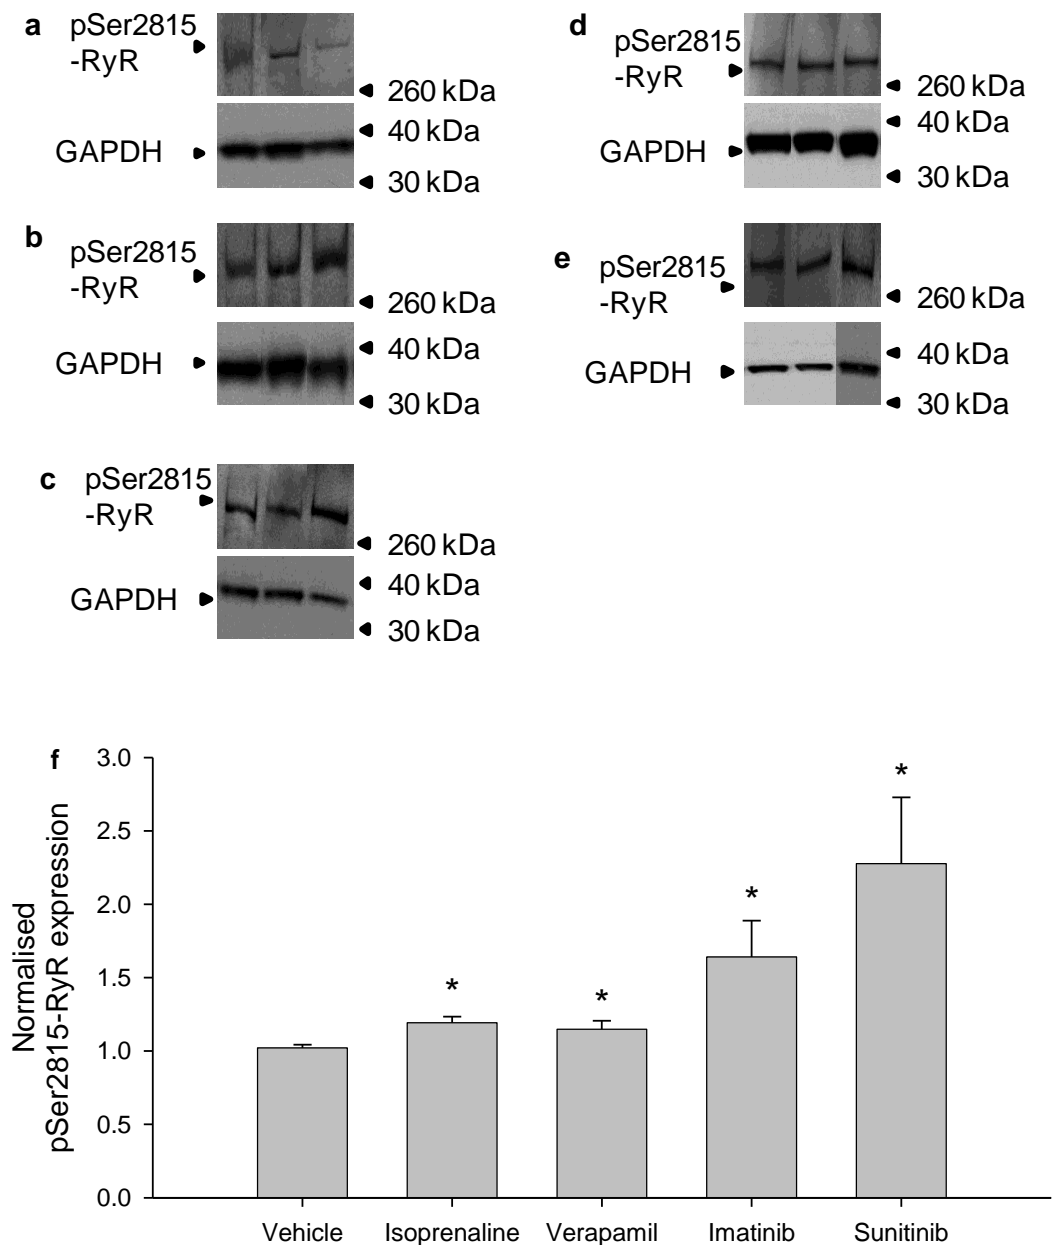 a
pSer2815
-RyR
260 kDa
GAPDH
40 kDa
30 kDa
b
pSer2815
-RyR
260 kDa
GAPDH
40 kDa
30 kDa
c
pSer2815
-RyR
260 kDa
GAPDH
40 kDa
30 kDa
d
pSer2815
-RyR
260 kDa
GAPDH
40 kDa
30 kDa
e
pSer2815
-RyR
260 kDa
GAPDH
40 kDa
30 kDa
f
Normalised
pSer2815-RyR expression
3.0
2.5
2.0
1.5
1.0
0.5
0.0
*
*
*
*
Vehicle Isoprenaline Verapamil Imatinib Sunitinib